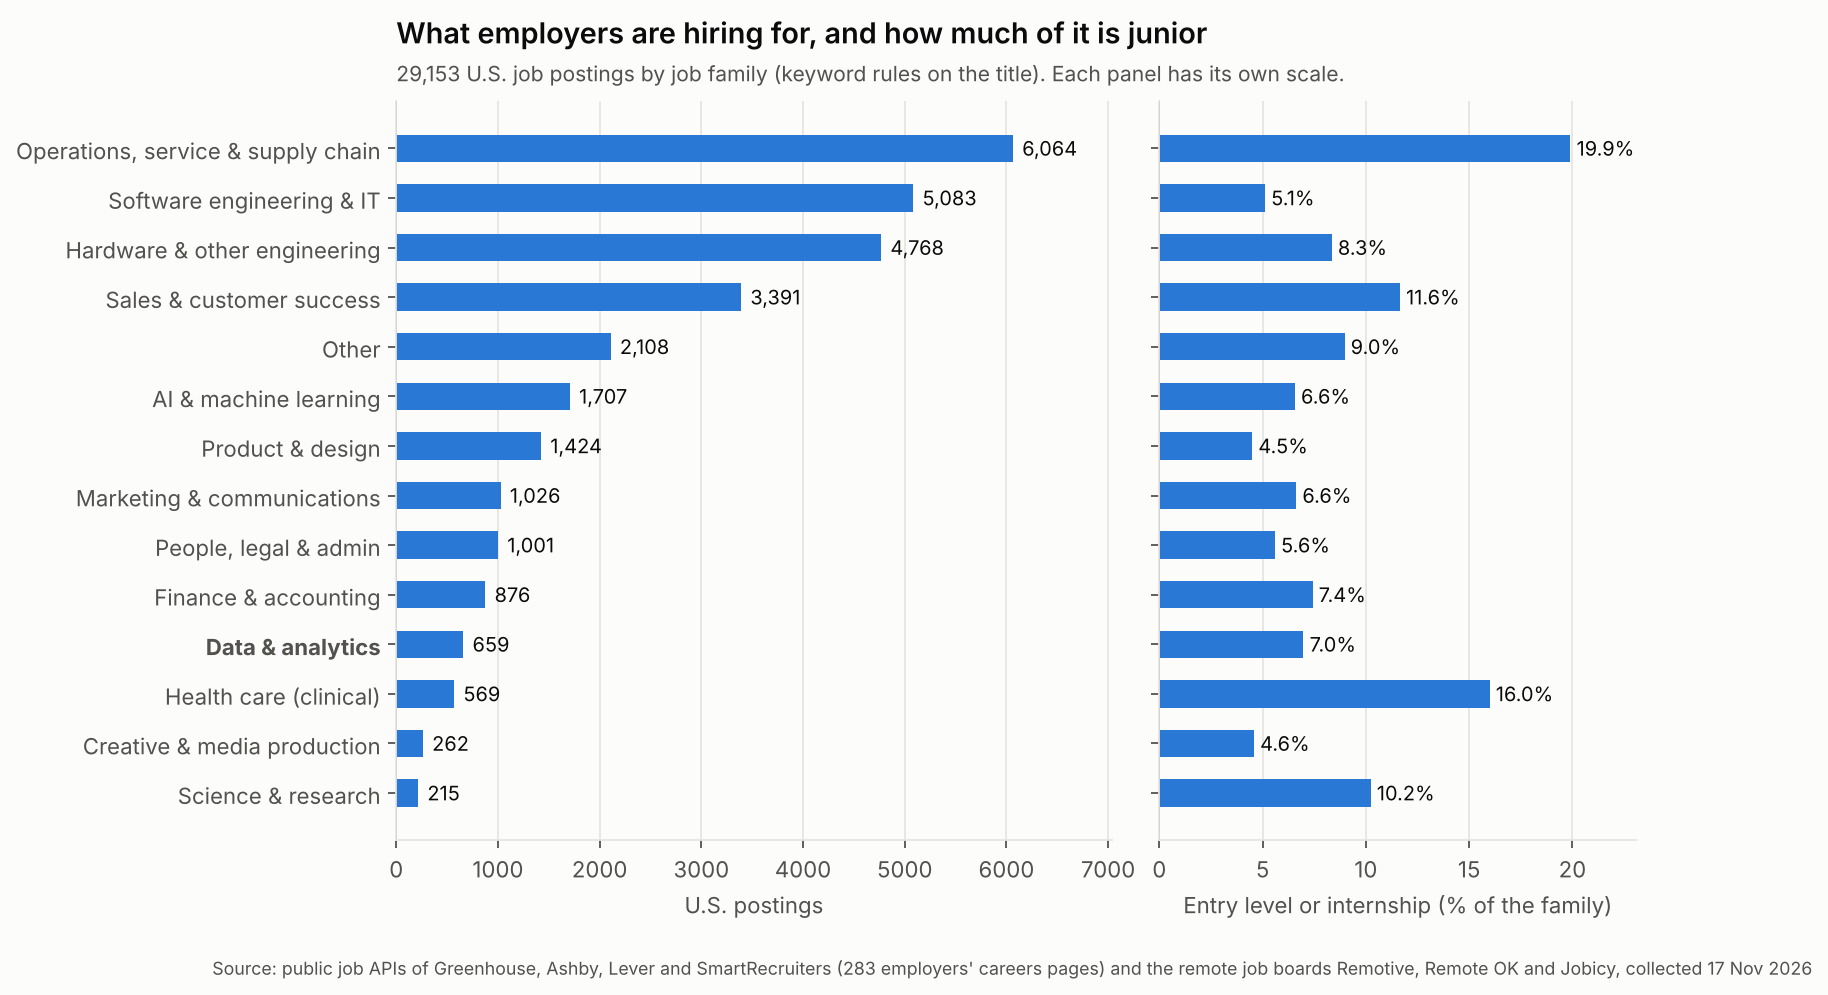 What employers are hiring for, and how much of it is junior
29,153 U.S. job postings by job family (keyword rules on the title). Each panel has its own scale.
Operations, service & supply chain 6,064 19.9%
Software engineering & IT 5,083 5.1%
Hardware & other engineering 4,768 8.3%
Sales & customer success 3,391 11.6%
Other 2,108 9.0%
AI & machine learning 1,707 6.6%
Product & design 1,424 4.5%
Marketing & communications 1,026 6.6%
People, legal & admin 1,001 5.6%
Finance & accounting 876 7.4%
Data & analytics 659 7.0%
Health care (clinical) 569 16.0%
Creative & media production 262 4.6%
Science & research 215 10.2%
0 1000 2000 3000 4000 5000 6000 7000 0 5 10 15 20
U.S. postings Entry level or internship (% of the family)
Source: public job APIs of Greenhouse, Ashby, Lever and SmartRecruiters (283 employers' careers pages) and the remote job boards Remotive, Remote OK and Jobicy, collected 17 Nov 2026